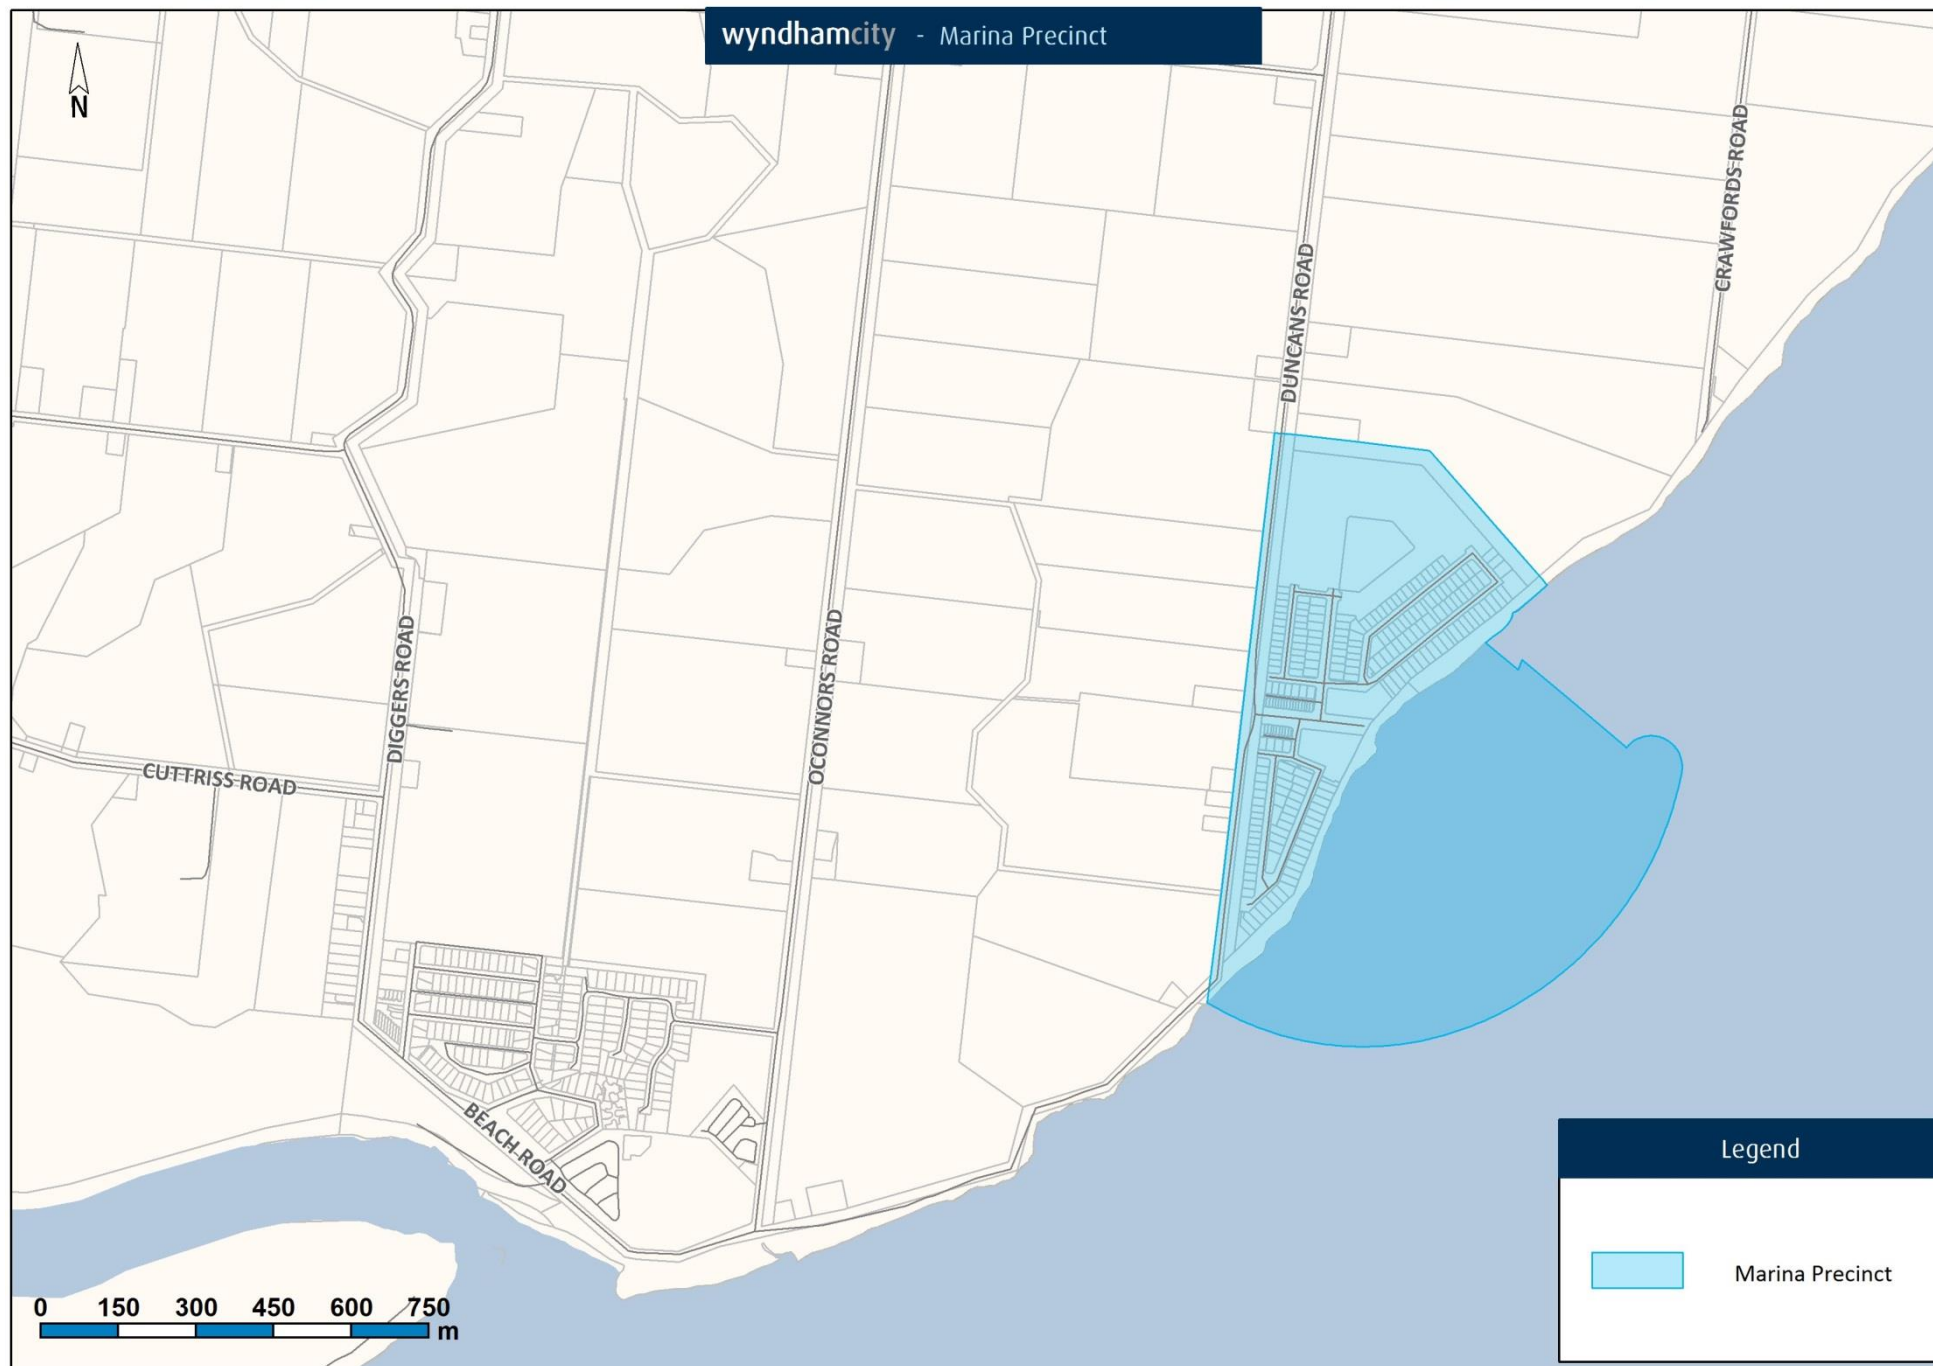 wyndhamcity - Marina Precinct
N
CRAWFORDS ROAD
DUNCANS ROAD
OCONNORS ROAD
DIGGERS ROAD
CUTTRISS ROAD
BEACH ROAD
Legend
Marina Precinct
0 150 300 450 600 750
m